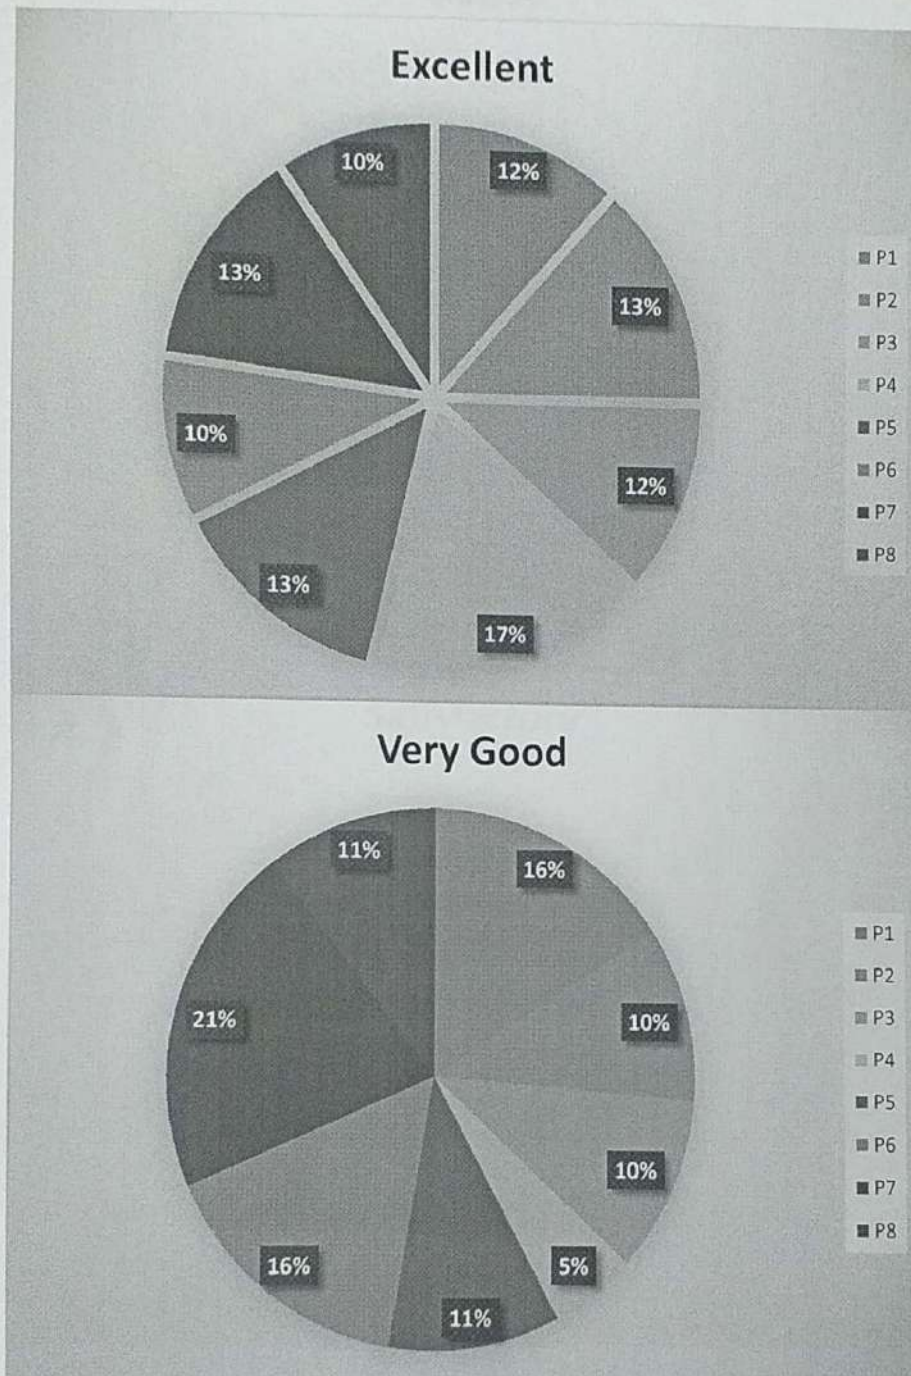 Excellent
10%
12%
13%
13%
10%
12%
13%
17%
P1
P2
P3
P4
P5
P6
P7
P8
Very Good
11%
16%
21%
10%
10%
16%
5%
11%
P1
P2
P3
P4
P5
P6
P7
P8